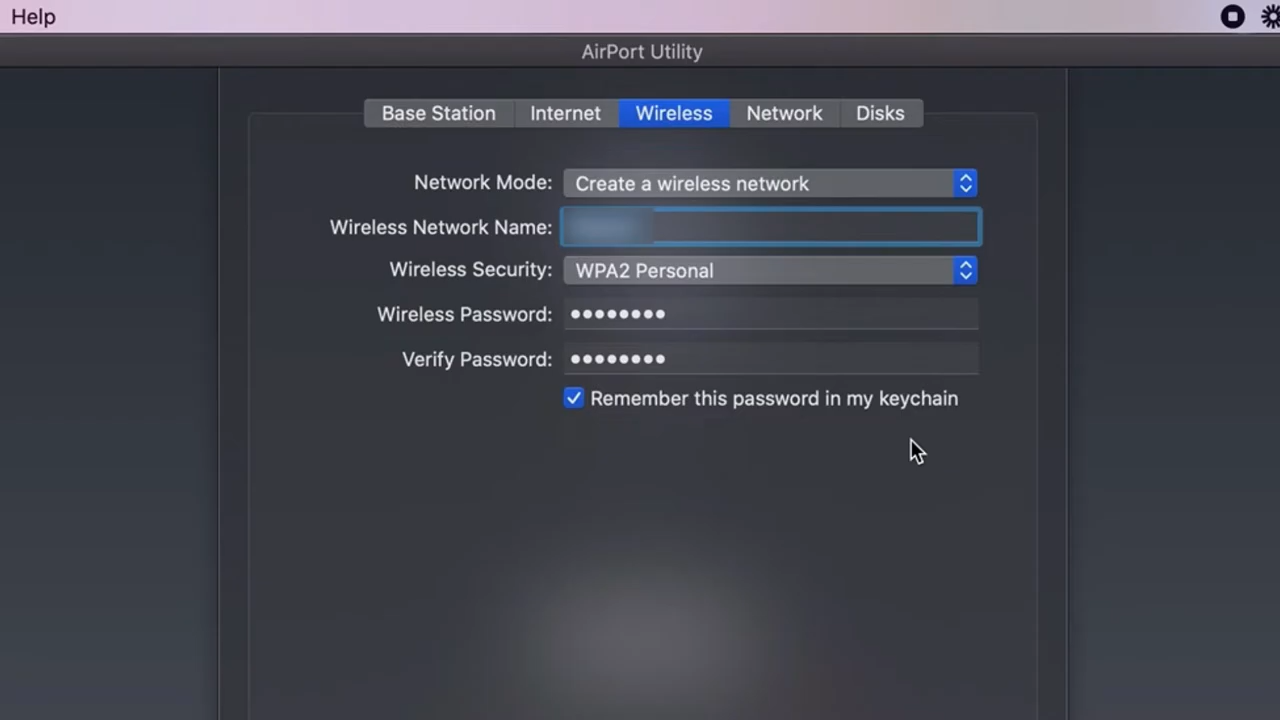 Help
AirPort Utility
Base Station Internet Wireless Network Disks
Network Mode: Create a wireless network
Wireless Network Name:
Wireless Security: WPA2 Personal
Wireless Password: ●●●●●●●●
Verify Password: ●●●●●●●●
Remember this password in my keychain